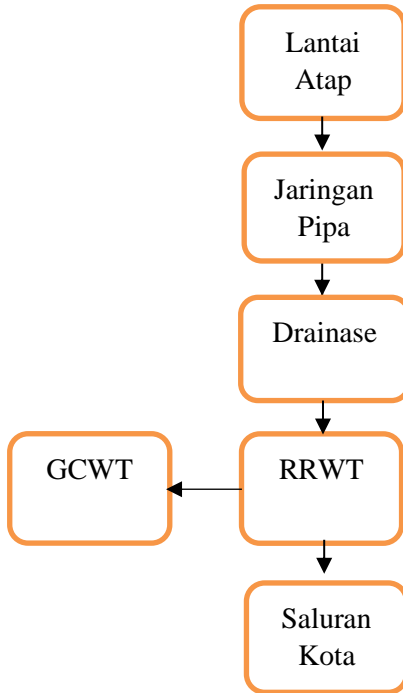 Lantai
Atap
Jaringan
Pipa
Drainase
GCWT
RRWT
Saluran
Kota